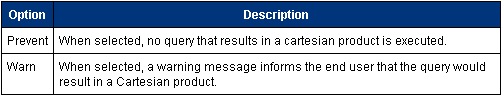 Option Description
Prevent When selected, no query that results in a cartesian product is executed.
Warn When selected, a warning message informs the end user that the query would
result in a Cartesian product.